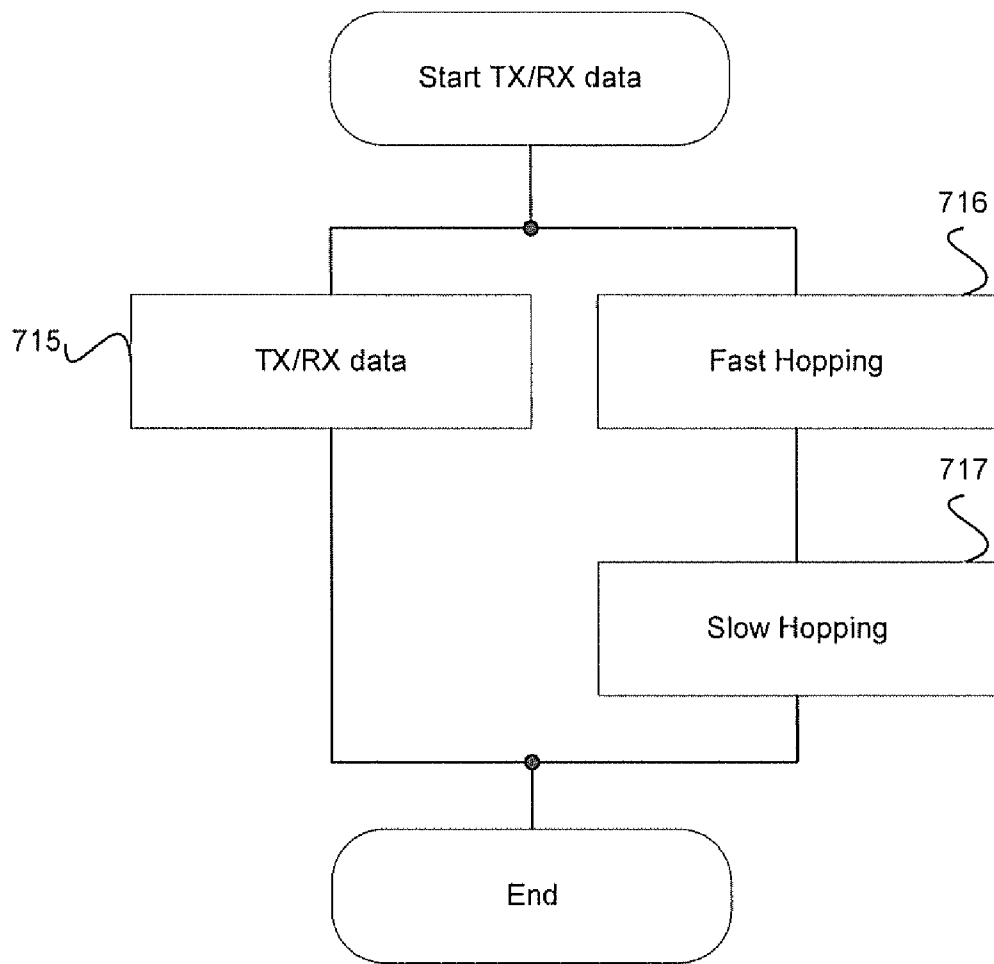 Start TX/RX data
716
715
TX/RX data
Fast Hopping
717
Slow Hopping
End